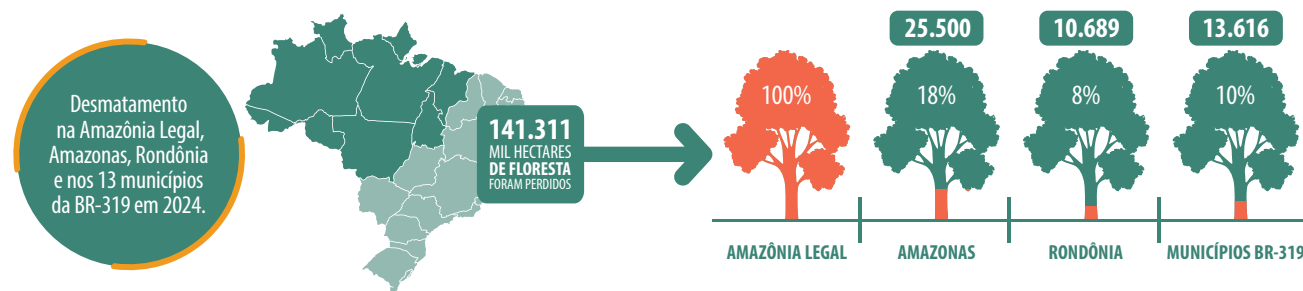 Desmatamento
na Amazônia Legal,
Amazonas, Rondônia
e nos 13 municípios
da BR-319 em 2024.
141.311
MIL HECTARES
DE FLORESTA
FORAM PERDIDOS
100%
AMAZÔNIA LEGAL
25.500
18%
AMAZONAS
10.689
8%
RONDÔNIA
13.616
10%
MUNICÍPIOS BR-319